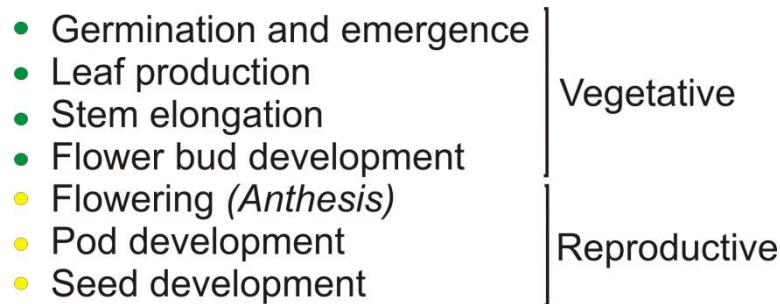 Germination and emergence
Leaf production
Stem elongation
Flower bud development
Vegetative
Flowering (Anthesis)
Pod development
Seed development
Reproductive